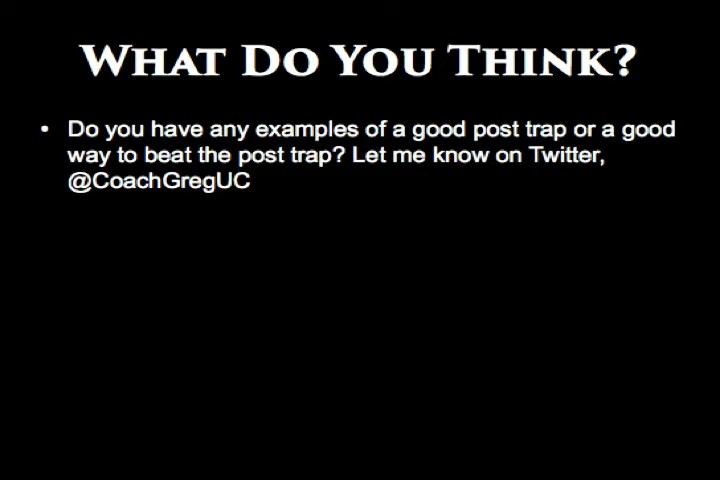 What Do You Think?
• Do you have any examples of a good post trap or a good
way to beat the post trap? Let me know on Twitter,
@CoachGregUC